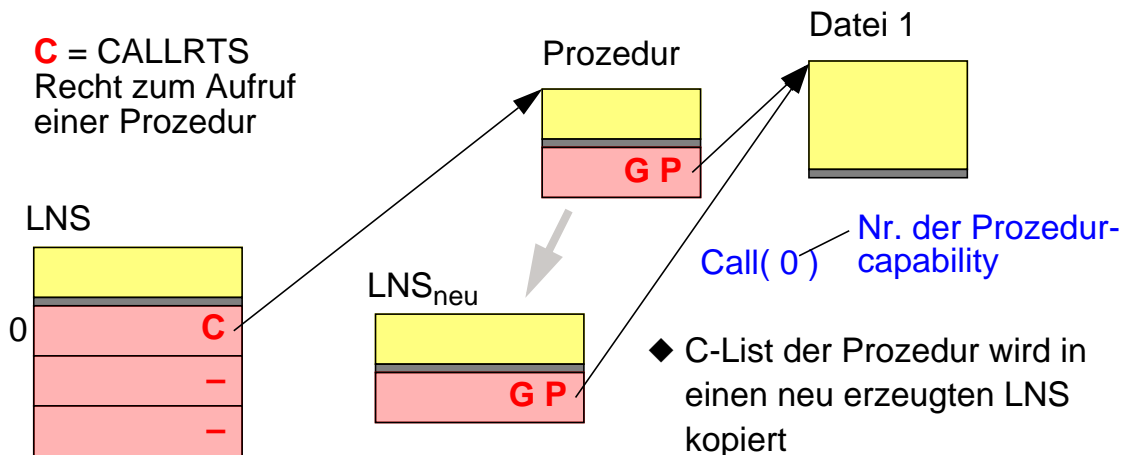 C = CALLRTS
Recht zum Aufruf
einer Prozedur
Prozedur
Datei 1
G P
LNS
0
C
–
–
LNSneu
G P
Call( 0 )
Nr. der Prozedur-
capability
◆ C-List der Prozedur wird in
einen neu erzeugten LNS
kopiert